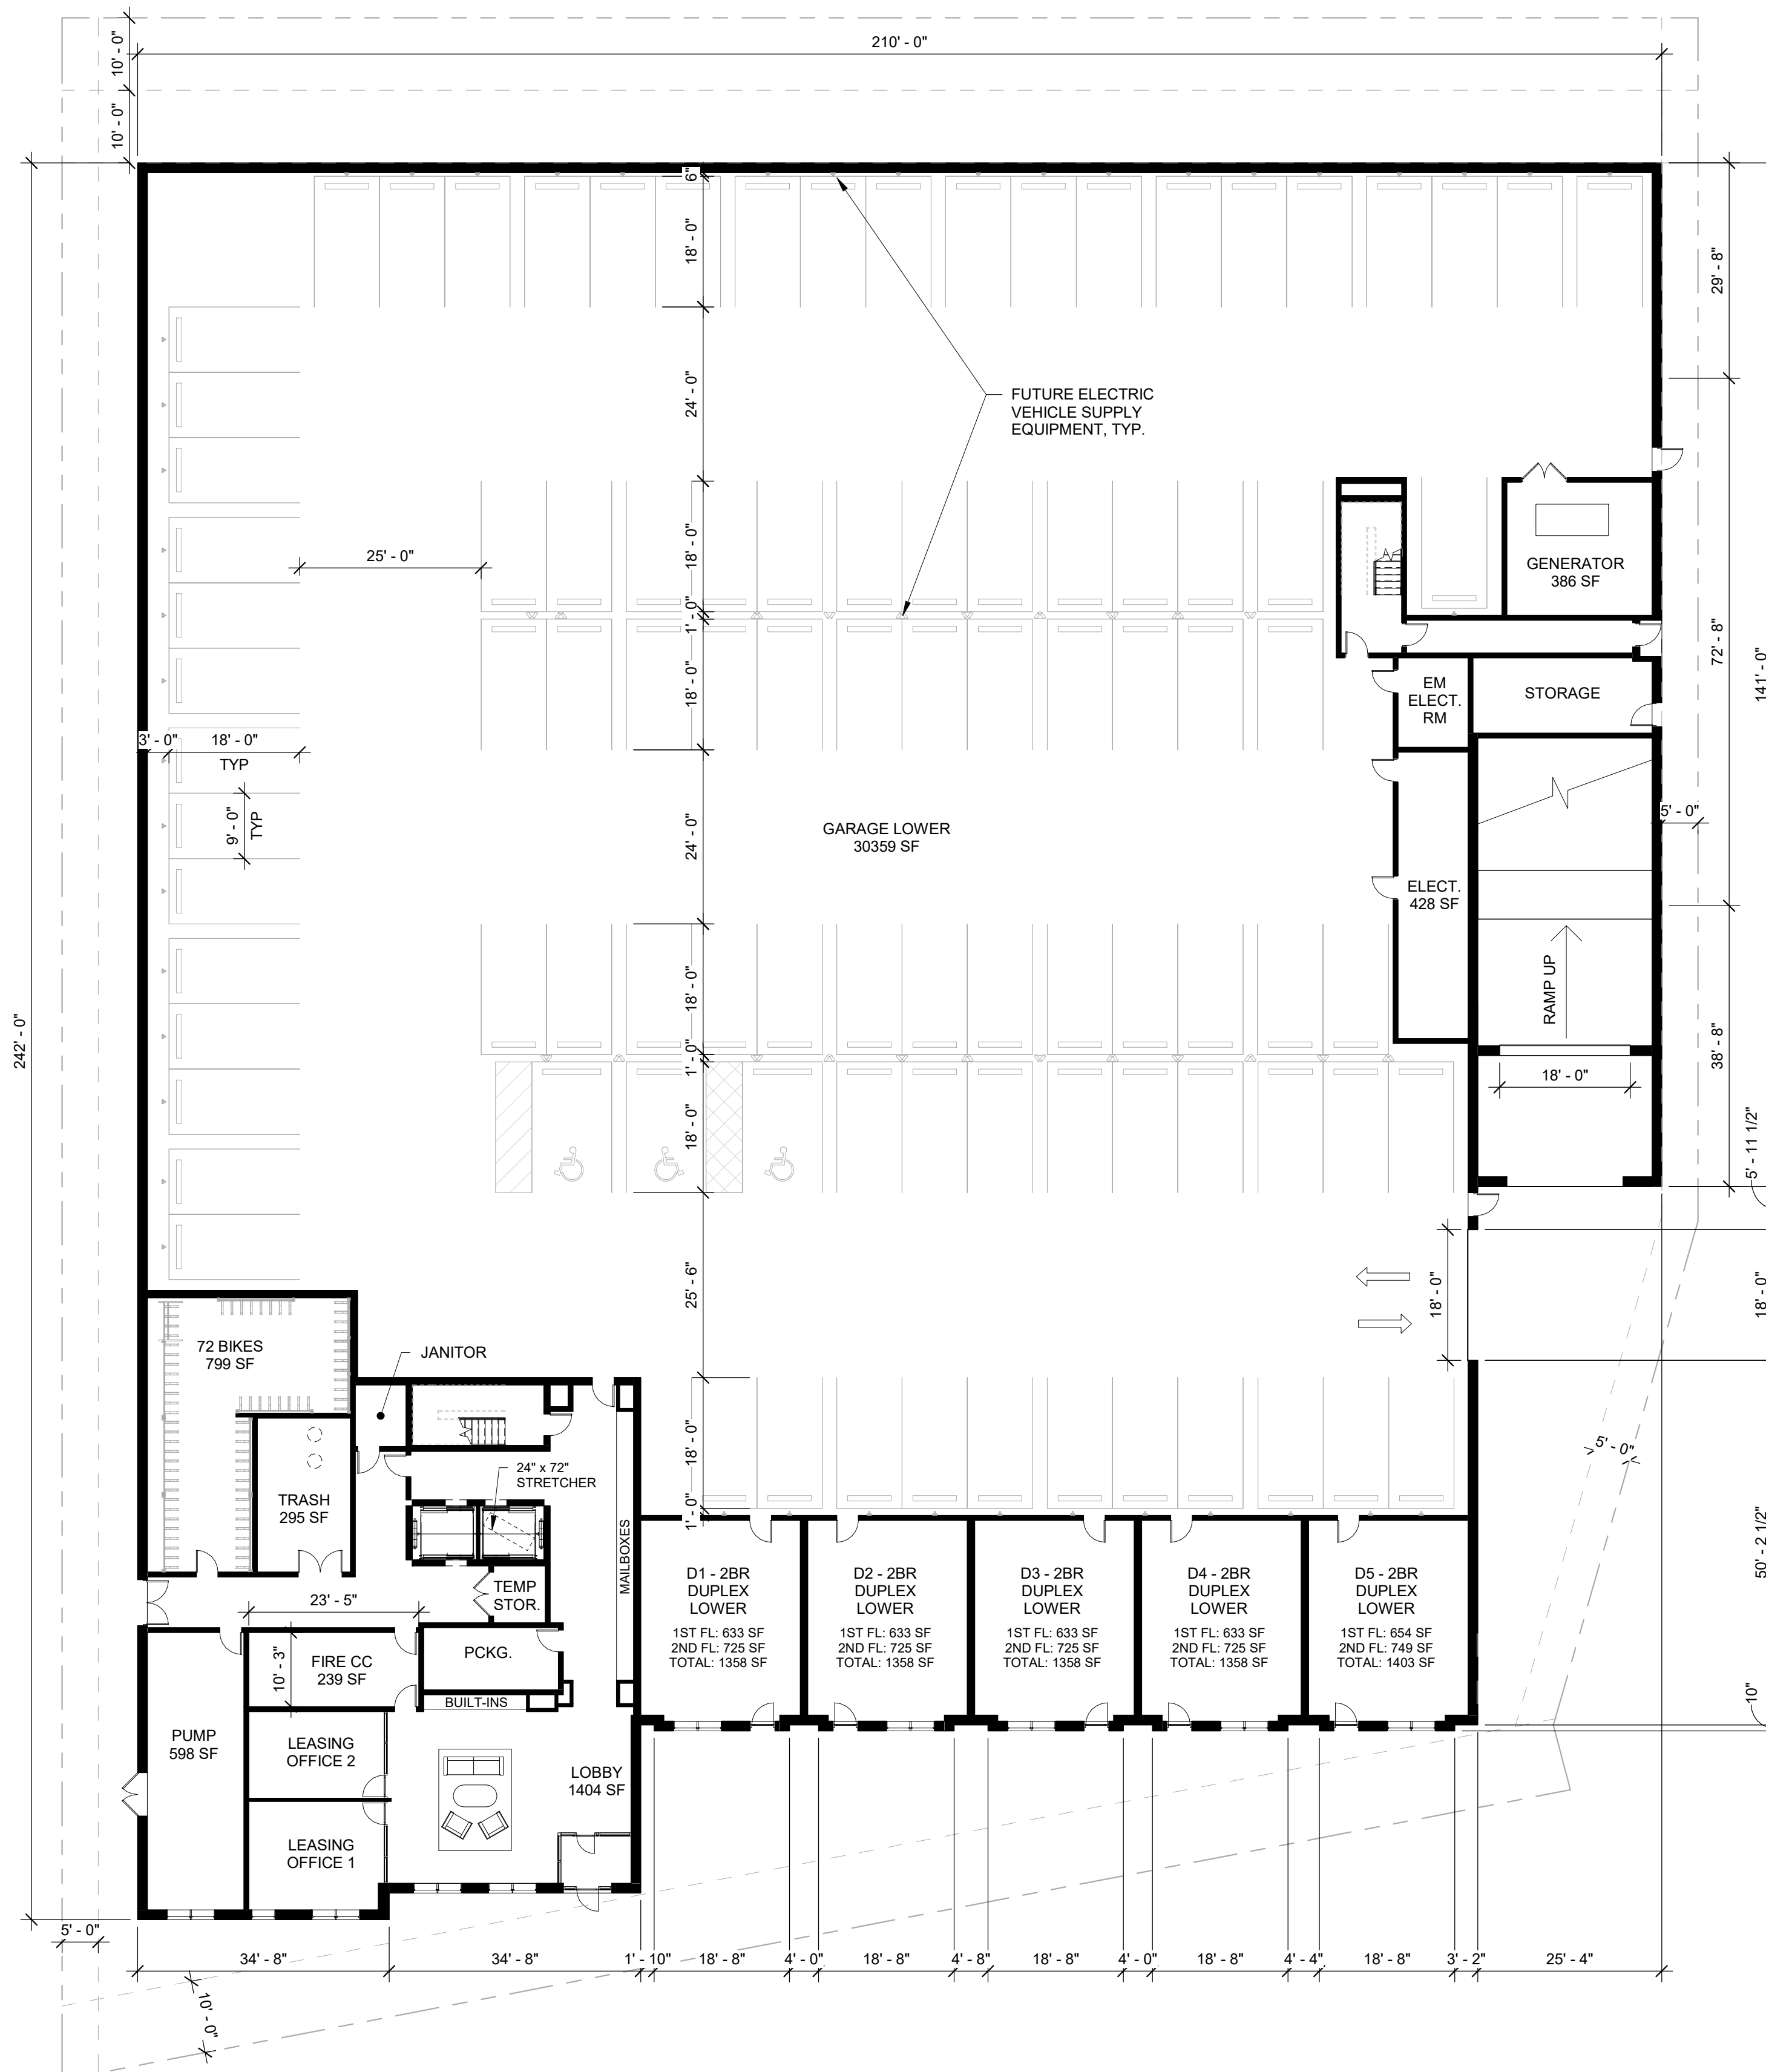 210' - 0"
10' - 0"
10' - 0"
6"
18' - 0"
29' - 8"
24' - 0"
FUTURE ELECTRIC
VEHICLE SUPPLY
EQUIPMENT, TYP.
18' - 0"
25' - 0"
GENERATOR
386 SF
1' - 0"
72' - 8"
141' - 0"
18' - 0"
EM
ELECT.
RM
STORAGE
3' - 0"
18' - 0"
TYP
9' - 0"
TYP
5' - 0"
GARAGE LOWER
30359 SF
24' - 0"
ELECT.
428 SF
RAMP UP
18' - 0"
242' - 0"
1' - 0"
38' - 8"
18' - 0"
18' - 0"
5' - 11 1/2"
25' - 6"
18' - 0"
18' - 0"
72 BIKES
799 SF
JANITOR
18' - 0"
5' - 0"
24" x 72"
STRETCHER
TRASH
295 SF
1' - 0"
MAILBOXES
50' - 2 1/2"
TEMP
STOR.
23' - 5"
D1 - 2BR
DUPLEX
LOWER
1ST FL: 633 SF
2ND FL: 725 SF
TOTAL: 1358 SF
D2 - 2BR
DUPLEX
LOWER
1ST FL: 633 SF
2ND FL: 725 SF
TOTAL: 1358 SF
D3 - 2BR
DUPLEX
LOWER
1ST FL: 633 SF
2ND FL: 725 SF
TOTAL: 1358 SF
D4 - 2BR
DUPLEX
LOWER
1ST FL: 633 SF
2ND FL: 725 SF
TOTAL: 1358 SF
D5 - 2BR
DUPLEX
LOWER
1ST FL: 654 SF
2ND FL: 749 SF
TOTAL: 1403 SF
10' - 3"
FIRE CC
239 SF
PCKG.
BUILT-INS
10"
PUMP
598 SF
LEASING
OFFICE 2
LOBBY
1404 SF
LEASING
OFFICE 1
5' - 0"
34' - 8"
34' - 8"
1' - 10"
18' - 8"
4' - 0"
18' - 8"
4' - 8"
18' - 8"
4' - 0"
18' - 8"
4' - 4"
18' - 8"
3' - 2"
25' - 4"
10' - 0"